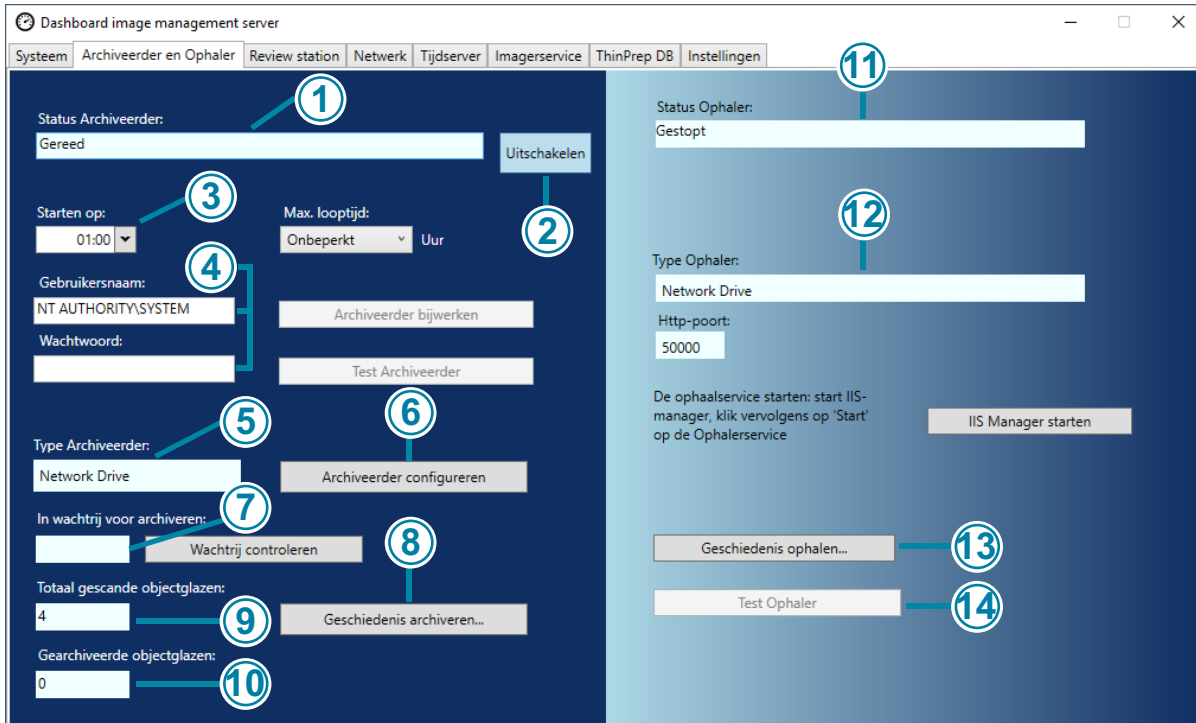 Dashboard image management server
Systeem Archiveerder en Ophaler Review station Netwerk Tijdserver Imagerservice ThinPrep DB Instellingen
1
Status Archiveerder:
Gereed
Uitschakelen
2
3
Starten op:
01:00
Max. looptijd:
Onbeperkt Uur
4
Gebruikersnaam:
NT AUTHORITY\SYSTEM
Archiveerder bijwerken
Wachtwoord:
Test Archiveerder
5
6
Type Archiveerder:
Network Drive
Archiveerder configureren
7
In wachtrij voor archiveren:
Wachtrij controleren
8
Totaal gescande objectglazen:
4
9
Geschiedenis archiveren...
Gearchiveerde objectglazen:
0
10
11
Status Ophaler:
Gestopt
12
Type Ophaler:
Network Drive
Http-poort:
50000
De ophaalservice starten: start IIS-
manager, klik vervolgens op 'Start'
op de Ophalerservice
IIS Manager starten
Geschiedenis ophalen...
13
Test Ophaler
14